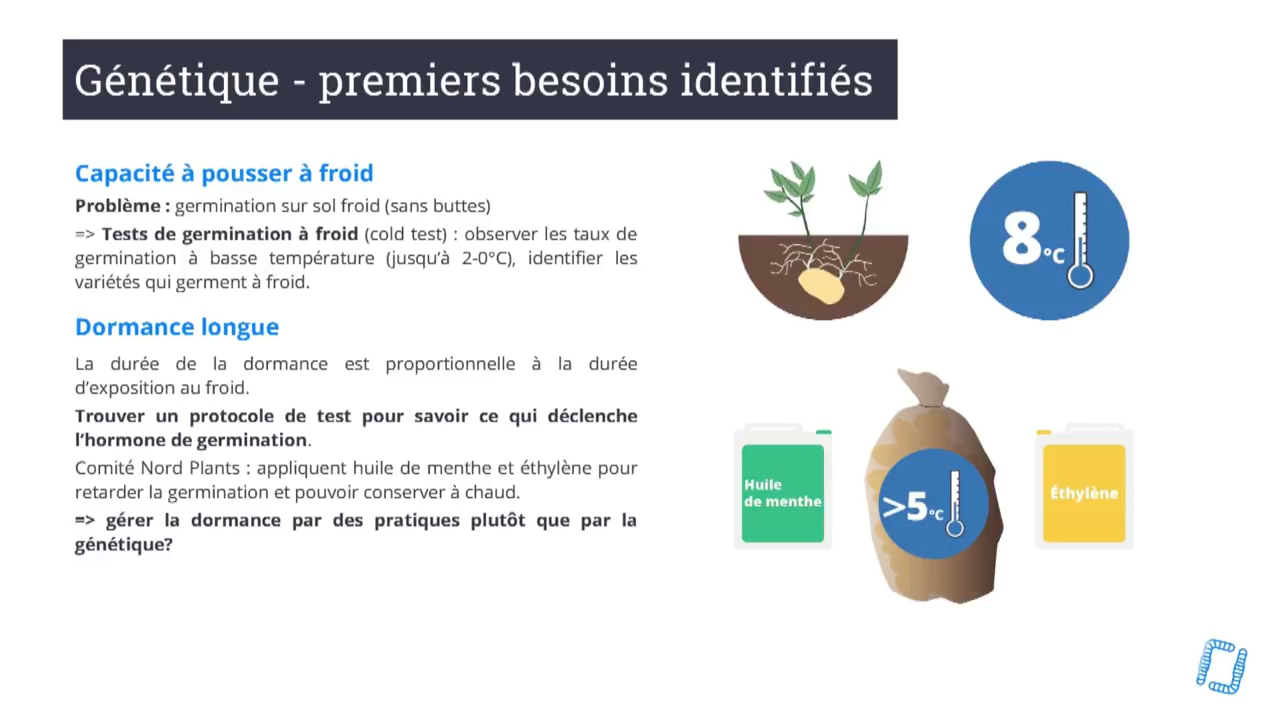 Génétique - premiers besoins identifiés
Capacité à pousser à froid
Problème : germination sur sol froid (sans buttes)
=> Tests de germination à froid (cold test) : observer les taux de
germination à basse température (jusqu’à 2-0°C), identifier les
variétés qui germent à froid.
Dormance longue
La durée de la dormance est proportionnelle à la durée
d’exposition au froid.
Trouver un protocole de test pour savoir ce qui déclenche
l’hormone de germination.
Comité Nord Plants : appliquent huile de menthe et éthylène pour
retarder la germination et pouvoir conserver à chaud.
=> gérer la dormance par des pratiques plutôt que par la
génétique?
8°C
Huile
de menthe
>5°C
Éthylène